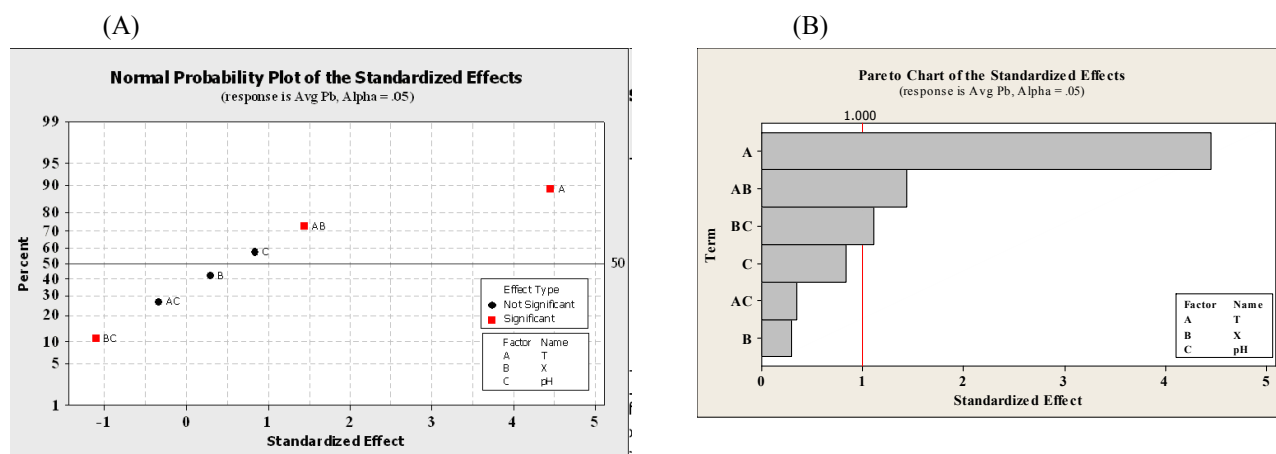 (A)
Normal Probability Plot of the Standardized Effects
(response is Avg Pb, Alpha = .05)
99
95
90
80
70
60
50
40
30
20
10
5
1
Percent
A
AB
C
B
AC
BC
50
Effect Type
Not Significant
Significant
Factor Name
A T
B X
C pH
-1 0 1 2 3 4 5
Standardized Effect
(B)
Pareto Chart of the Standardized Effects
(response is Avg Pb, Alpha = .05)
1.000
Term
A
AB
BC
C
AC
B
Factor Name
A T
B X
C pH
0 1 2 3 4 5
Standardized Effect